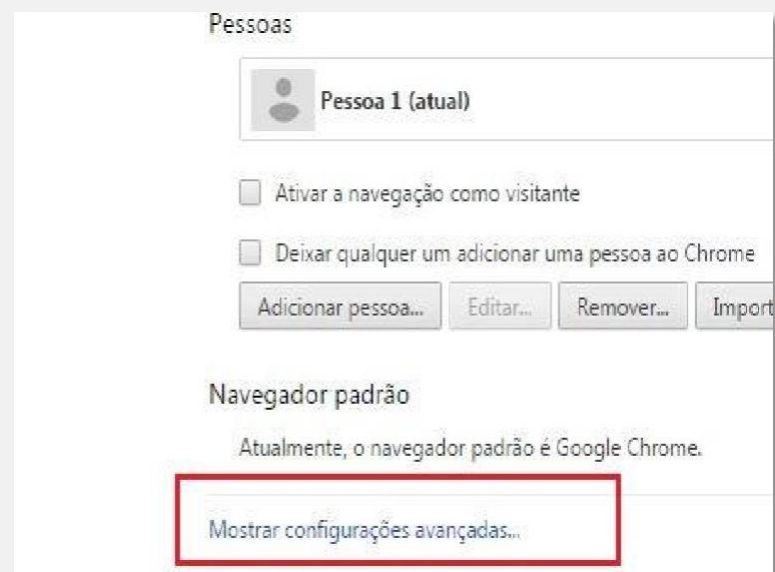 Pessoas
Pessoa 1 (atual)
Ativar a navegação como visitante
Deixar qualquer um adicionar uma pessoa ao Chrome
Adicionar pessoa... Editar... Remover... Import
Navegador padrão
Atualmente, o navegador padrão é Google Chrome.
Mostrar configurações avançadas...